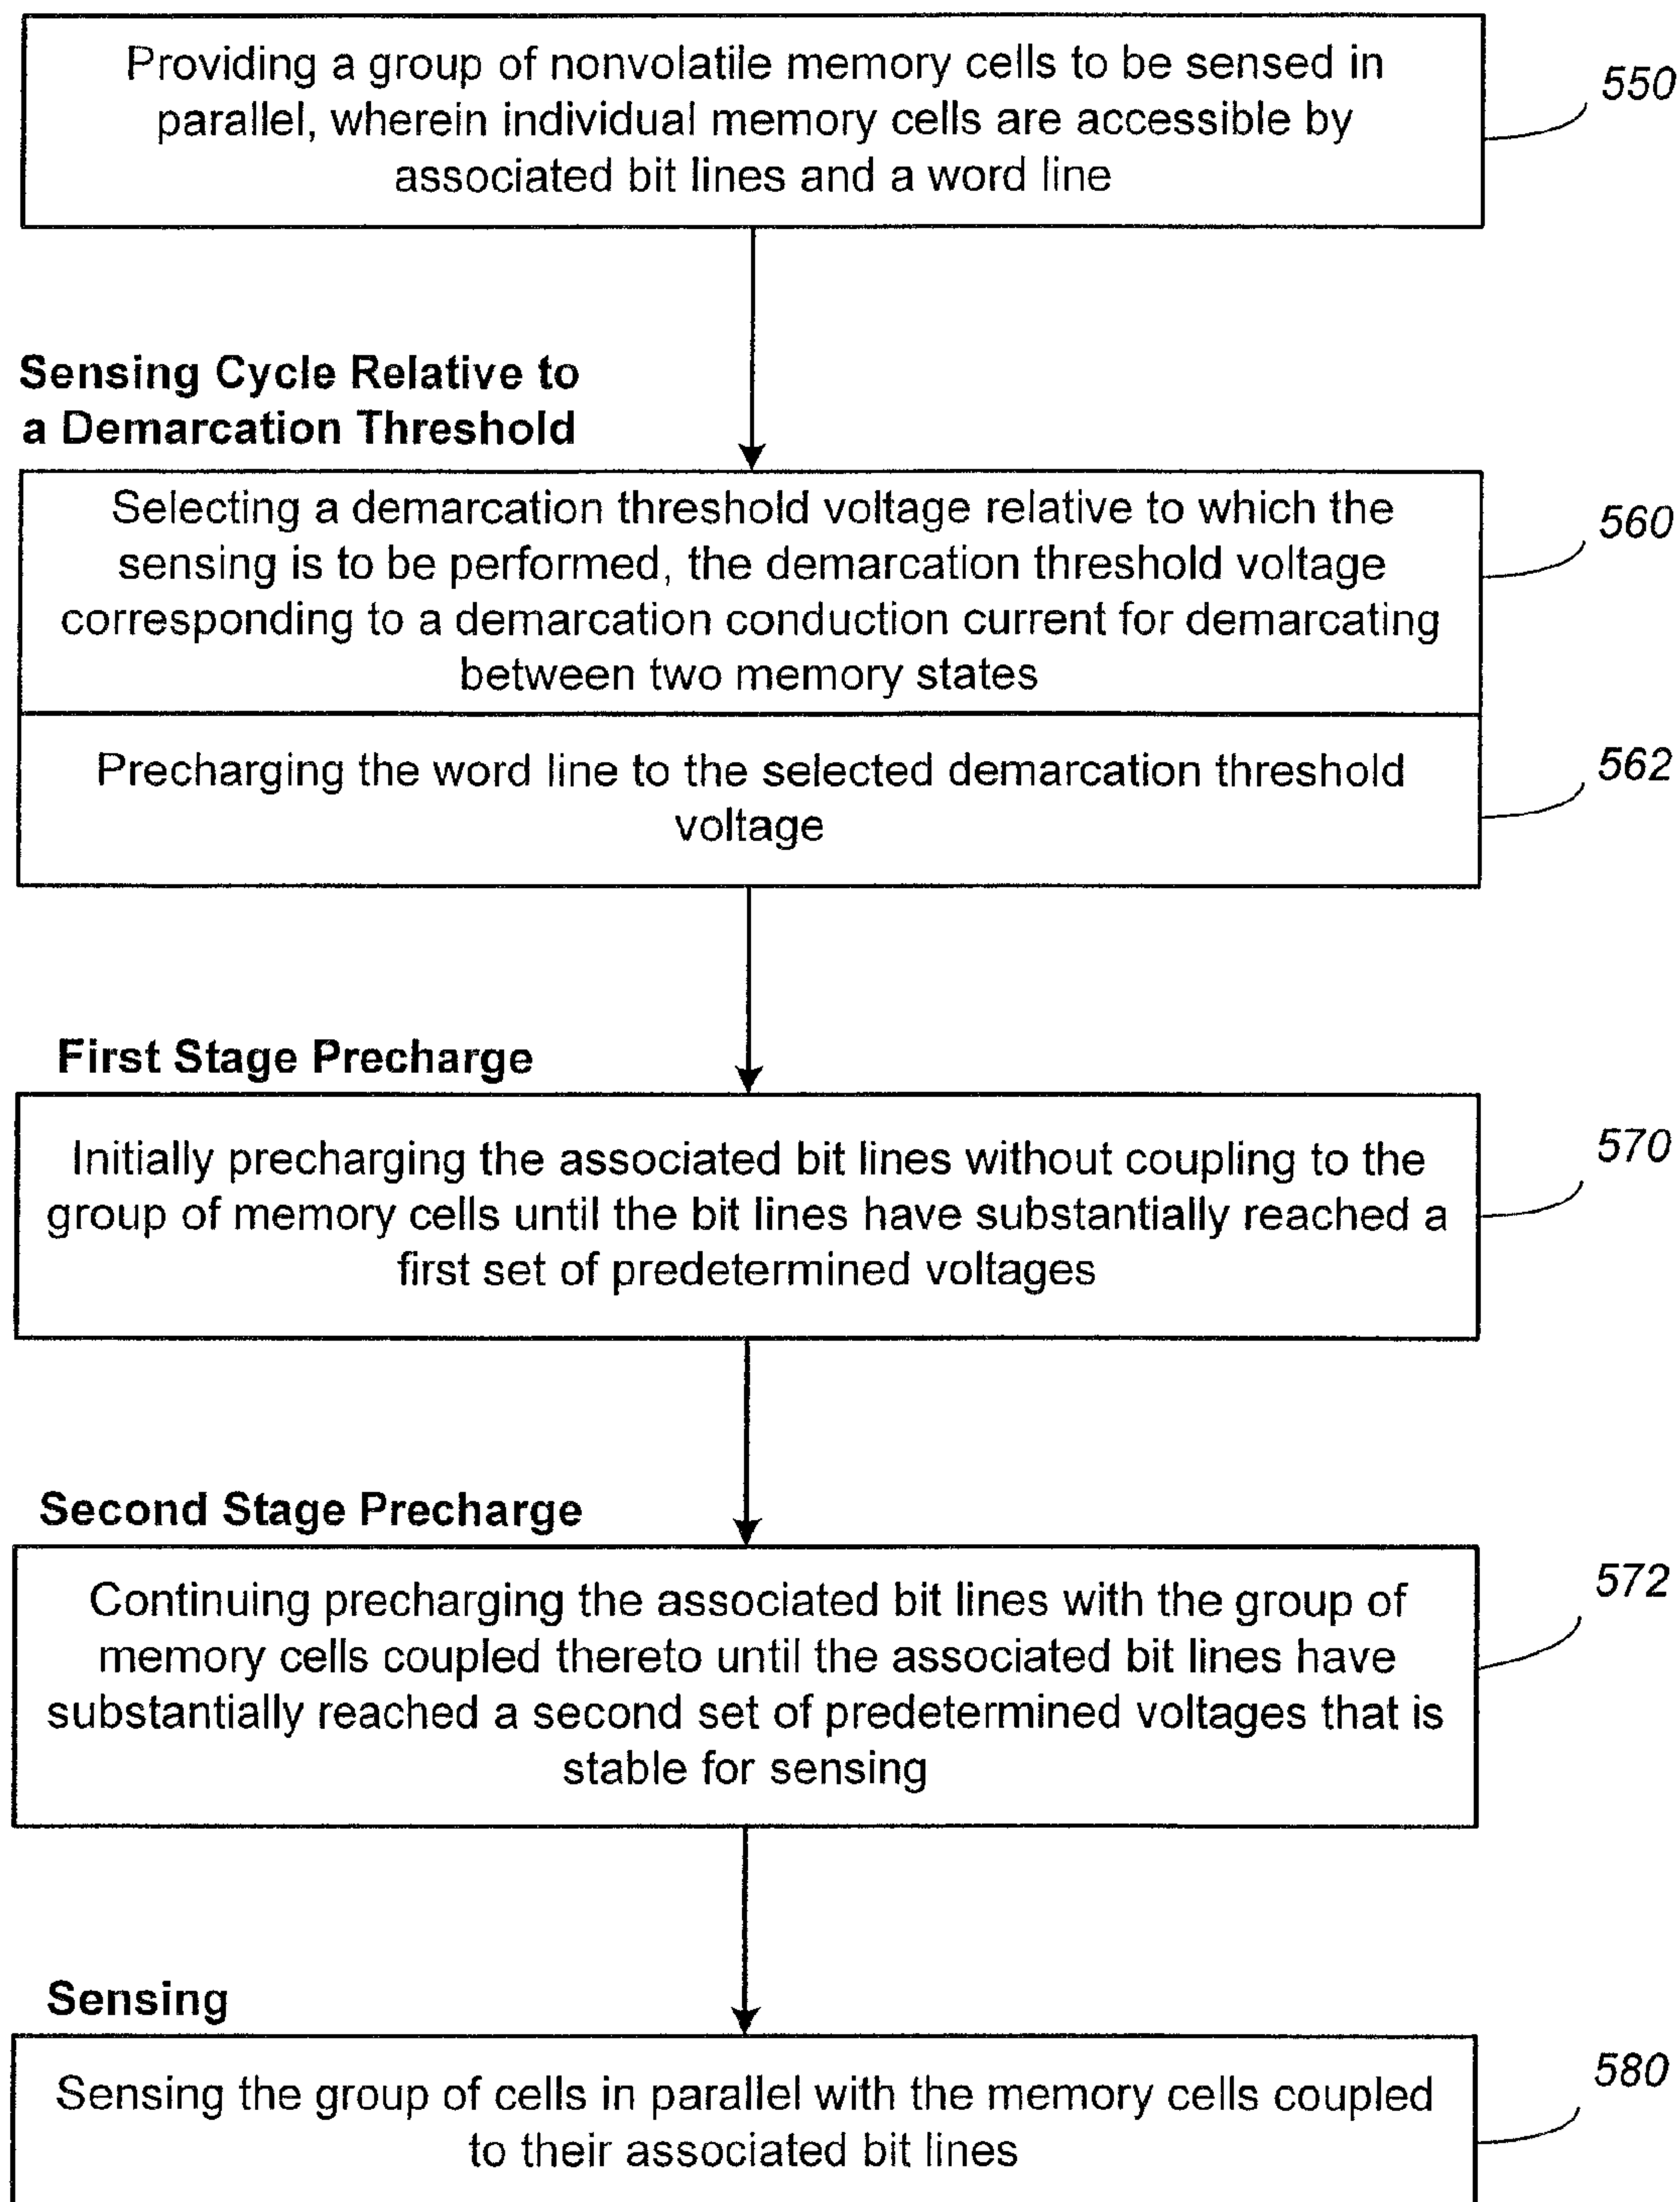 Providing a group of nonvolatile memory cells to be sensed in
parallel, wherein individual memory cells are accessible by
associated bit lines and a word line
550
Sensing Cycle Relative to
a Demarcation Threshold
Selecting a demarcation threshold voltage relative to which the
sensing is to be performed, the demarcation threshold voltage
corresponding to a demarcation conduction current for demarcating
between two memory states
560
Precharging the word line to the selected demarcation threshold
voltage
562
First Stage Precharge
Initially precharging the associated bit lines without coupling to the
group of memory cells until the bit lines have substantially reached a
first set of predetermined voltages
570
Second Stage Precharge
Continuing precharging the associated bit lines with the group of
memory cells coupled thereto until the associated bit lines have
substantially reached a second set of predetermined voltages that is
stable for sensing
572
Sensing
Sensing the group of cells in parallel with the memory cells coupled
to their associated bit lines
580